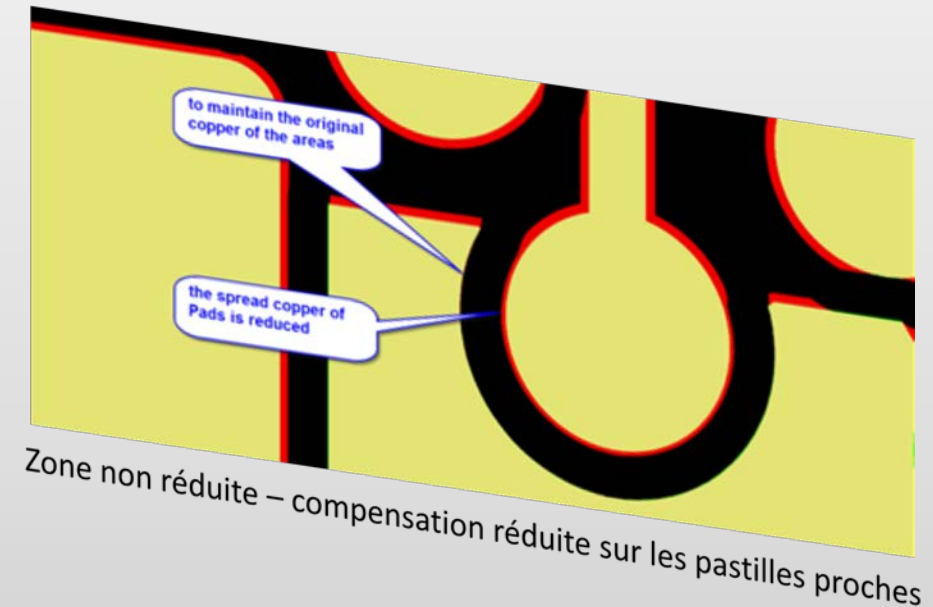 to maintain the original
copper of the areas
the spread copper of
Pads is reduced
Zone non réduite – compensation réduite sur les pastilles proches